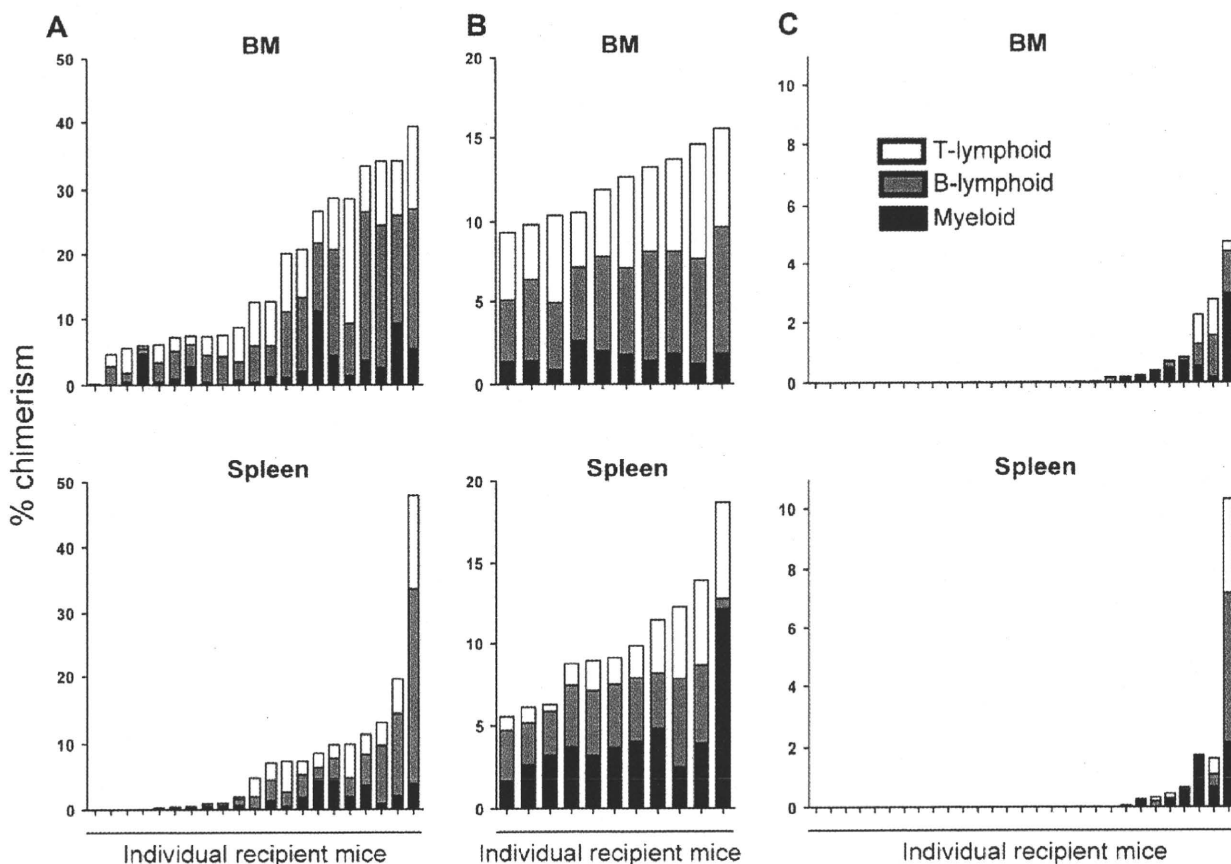 A
BM
50
40
30
20
10
0
B
BM
20
15
10
5
0
C
BM
10
8
6
4
2
0
T-lymphoid
B-lymphoid
Myeloid
% chimerism
Spleen
50
40
30
20
10
0
Individual recipient mice
Spleen
20
15
10
5
0
Individual recipient mice
Spleen
10
8
6
4
2
0
Individual recipient mice